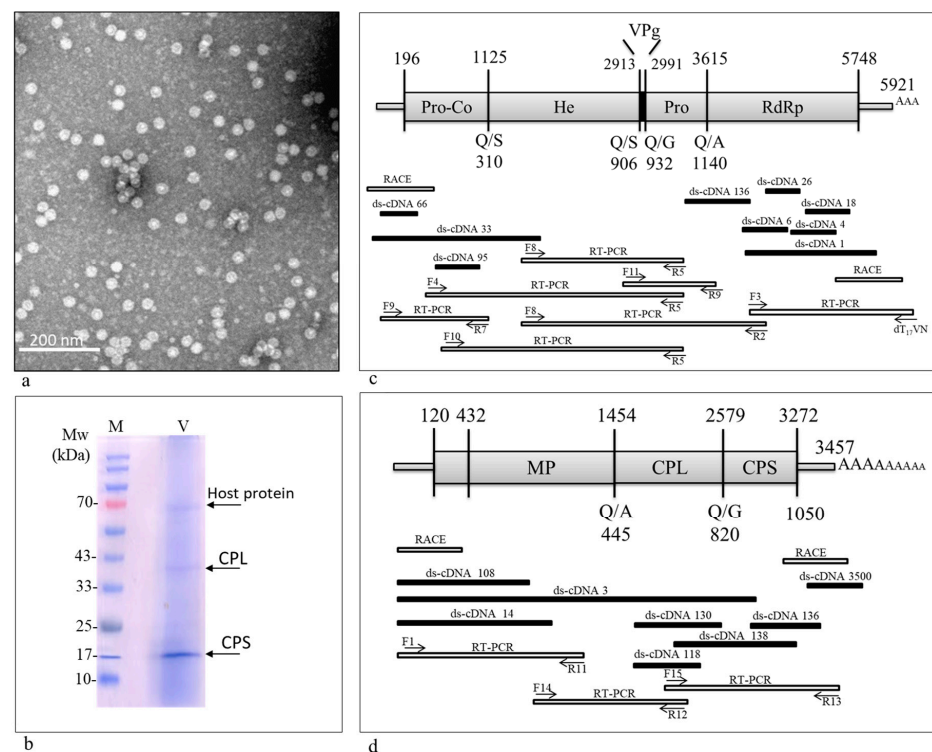 200 nm
a
Mw
(kDa)
M V
70-
43-
33-
25-
17-
10-
Host protein
CPL
CPS
b
VPg
196 1125 2913 2991 3615 5748
5921
AAA
Pro-Co He Pro RdRp
Q/S Q/S Q/G Q/A
310 906 932 1140
RACE
ds-cDNA 66
ds-cDNA 33
ds-cDNA 95
ds-cDNA 136
ds-cDNA 26
ds-cDNA 18
ds-cDNA 6
ds-cDNA 4
ds-cDNA 1
RACE
F8 RT-PCR R5
F11 RT-PCR R9
F4 RT-PCR R5
F9 RT-PCR R7
F8 RT-PCR R2
F3 RT-PCR dT17VN
F10 RT-PCR R5
c
120 432 1454 2579 3272
3457
AAAAAAAAA
MP CPL CPS
Q/A Q/G
445 820 1050
RACE
RACE
ds-cDNA 108
ds-cDNA 3500
ds-cDNA 3
ds-cDNA 14
ds-cDNA 130
ds-cDNA 136
ds-cDNA 138
ds-cDNA 118
F1 RT-PCR R11
F15 RT-PCR R13
F14 RT-PCR R12
d